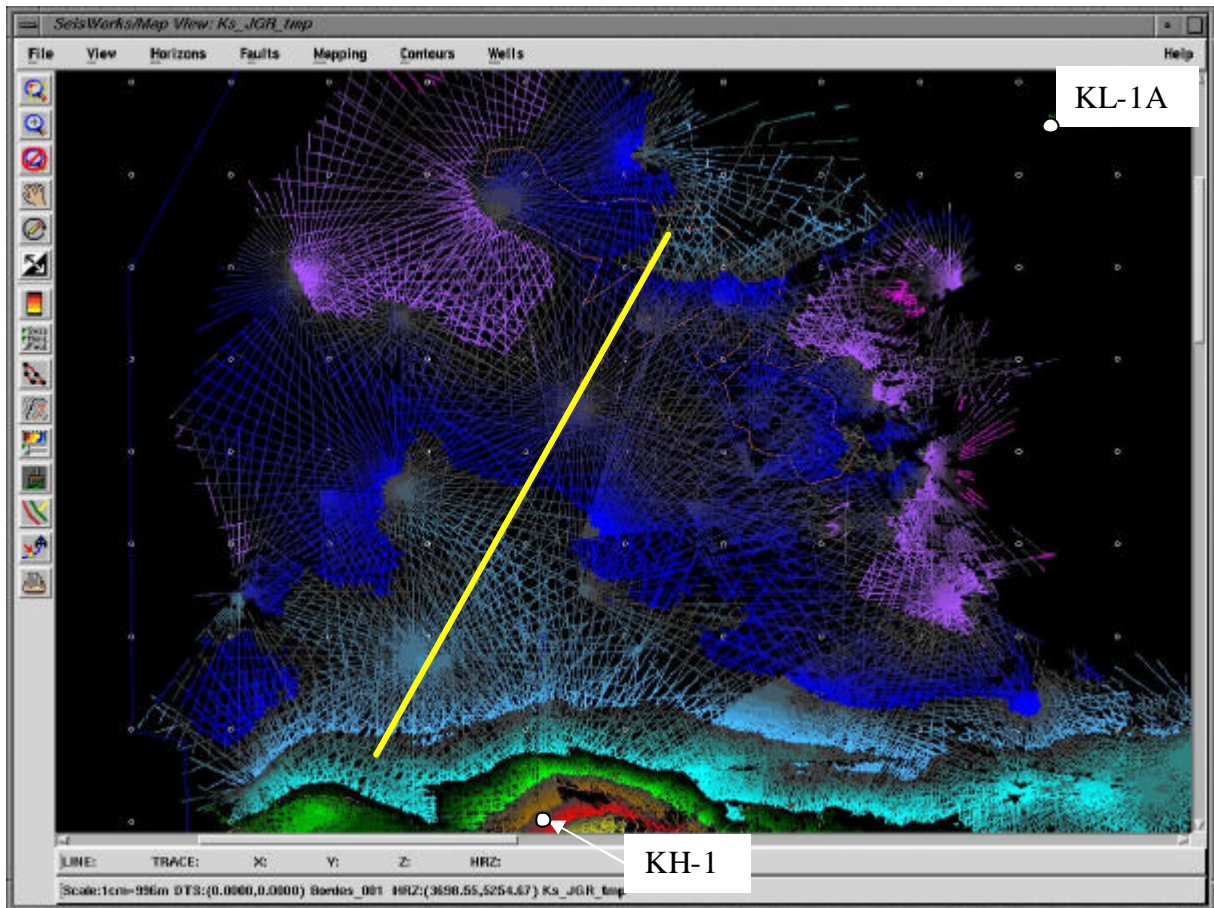 SeisWorks/Map View: Ks_JGR_tmp
File View Horizons Faults Mapping Contours Wells Help
KL-1A
KH-1
LINE: TRACE: X: Y: Z: HRZ:
Scale:1cm=996m DTS:(0.0000,0.0000) Bordes_001 HRZ:(3698.55,5254.67) Ks_JGR_tmp